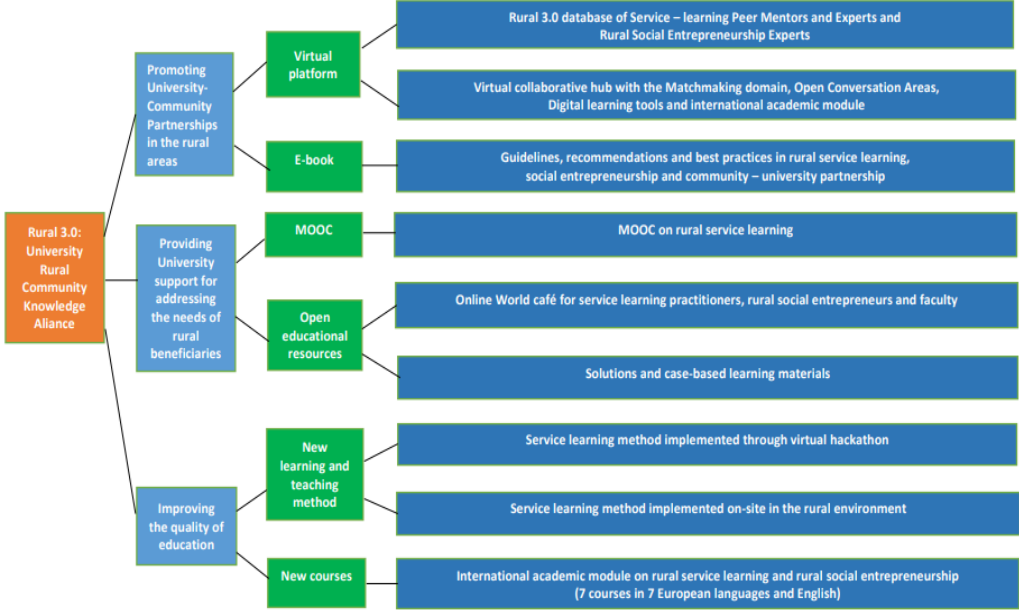 Rural 3.0:
University
Rural
Community
Knowledge
Aliance
Promoting
University-
Community
Partnerships
in the rural
areas
Virtual
platform
Rural 3.0 database of Service – learning Peer Mentors and Experts and
Rural Social Entrepreneurship Experts
Virtual collaborative hub with the Matchmaking domain, Open Conversation Areas,
Digital learning tools and international academic module
E-book
Guidelines, recommendations and best practices in rural service learning,
social entrepreneurship and community – university partnership
Providing
University
support for
addressing
the needs of
rural
beneficiaries
MOOC
MOOC on rural service learning
Open
educational
resources
Online World café for service learning practitioners, rural social entrepreneurs and faculty
Solutions and case-based learning materials
Improving
the quality of
education
New
learning and
teaching
method
Service learning method implemented through virtual hackathon
Service learning method implemented on-site in the rural environment
New courses
International academic module on rural service learning and rural social entrepreneurship
(7 courses in 7 European languages and English)